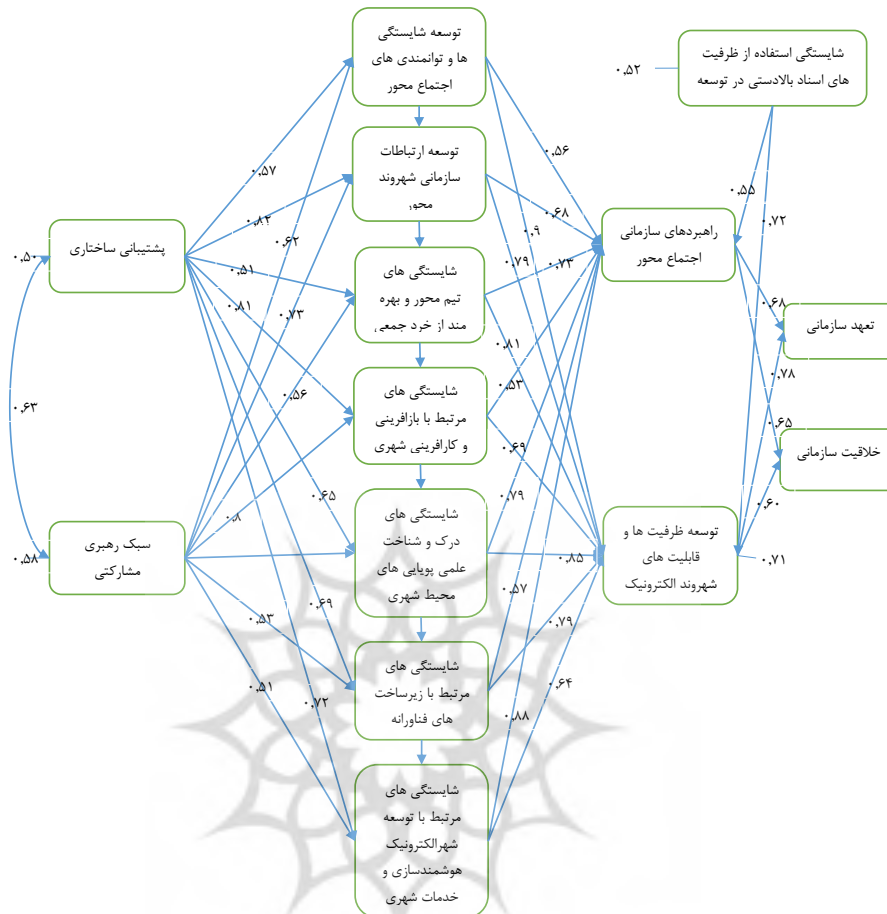 توسعه شایستگی
ها و توانمندی های
اجتماع محور
شایستگی استفاده از ظرفیت
های اسناد بالادستی در توسعه
۰,۵۲
توسعه ارتباطات
سازمانی شهروند
محور
۰,۵۷
۰,۵۶
۰,۵۵
۰,۸۲
۰,۶۸
۰,۷۲
۰,۶۲
۰,۹
پشتیبانی ساختاری
۰,۵۰
راهبردهای سازمانی
اجتماع محور
شایستگی های
تیم محور و بهره
مند از خرد جمعی
۰,۵۱
۰,۷۹
۰,۷۳
۰,۸۱
۰,۷۳
۰,۶۸
تعهد سازمانی
۰,۸۱
۰,۷۸
شایستگی های
مرتبط با بازافرینی
و کارافرینی شهری
۰,۵۶
۰,۵۳
۰,۶۳
۰,۶۵
خلاقیت سازمانی
۰,۶۹
۰,۶۵
۰,۷۹
۰,۶۰
۰,۸
شایستگی های
درک و شناخت
علمی پویایی های
محیط شهری
سبک رهبری
مشارکتی
۰,۵۸
توسعه ظرفیت ها و
قابلیت های
شهروند الکترونیک
۰,۸۵
۰,۷۱
۰,۶۹
۰,۵۷
۰,۵۳
۰,۷۹
شایستگی های
مرتبط با زیرساخت
های فناورانه
۰,۵۱
۰,۷۲
۰,۶۴
۰,۸۸
شایستگی های
مرتبط با توسعه
شهرالکترونیک
هوشمندسازی و
خدمات شهری